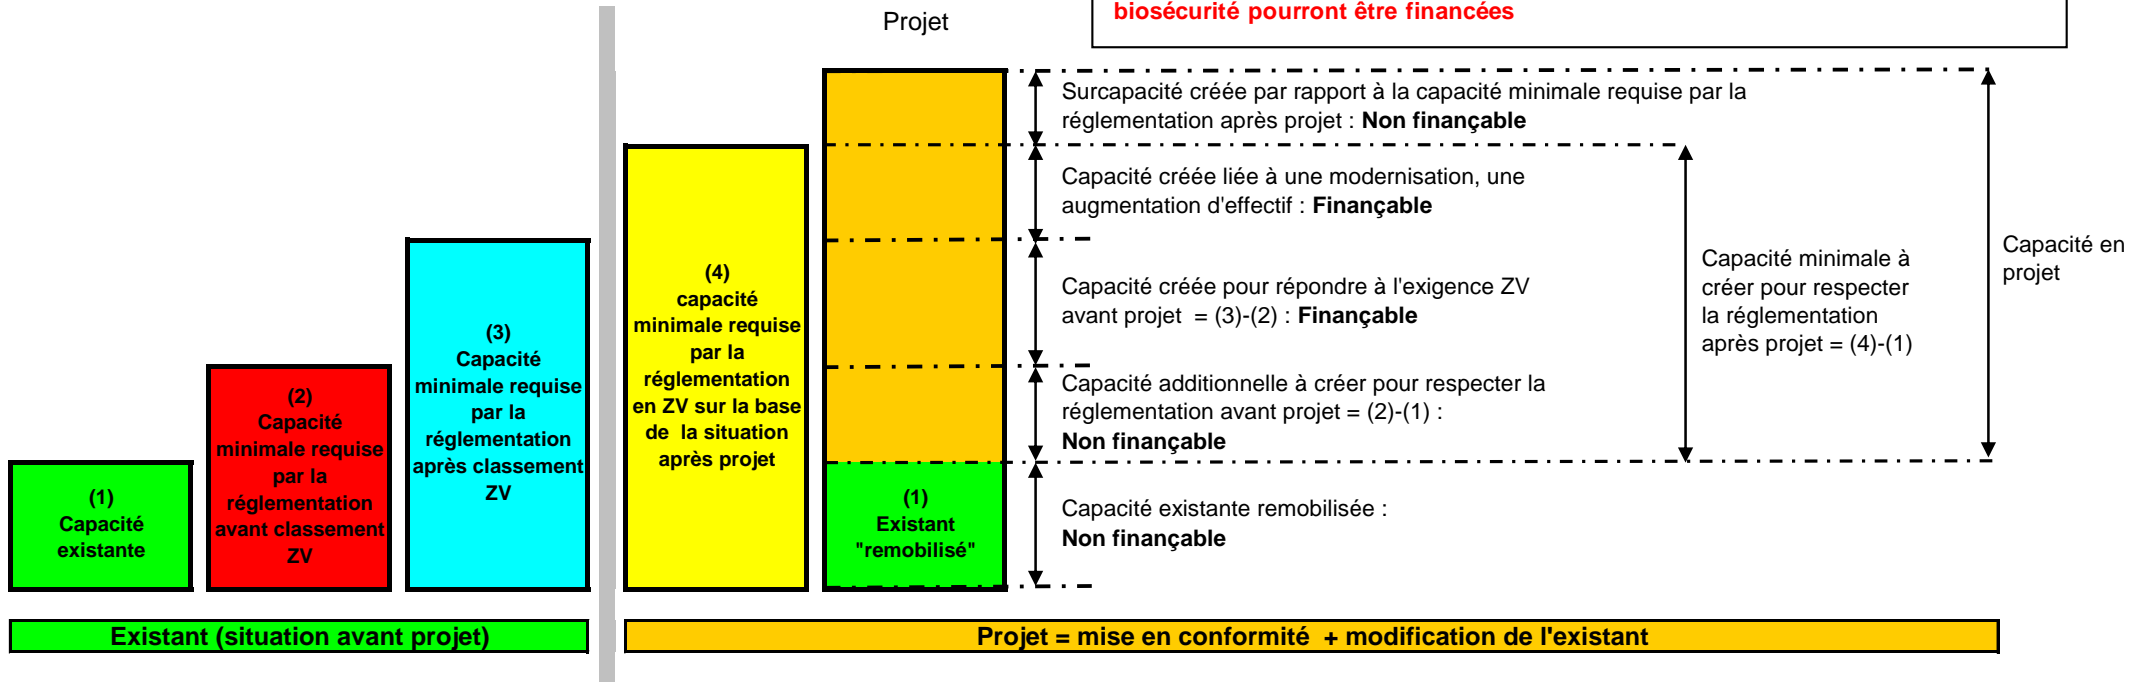 biosécurité pourront être financées
Projet
Surcapacité créée par rapport à la capacité minimale requise par la
réglementation après projet : Non finançable
Capacité créée liée à une modernisation, une
augmentation d'effectif : Finançable
Capacité créée pour répondre à l'exigence ZV
avant projet = (3)-(2) : Finançable
Capacité additionnelle à créer pour respecter la
réglementation avant projet = (2)-(1) :
Non finançable
Capacité existante remobilisée :
Non finançable
Capacité minimale à
créer pour respecter
la réglementation
après projet = (4)-(1)
Capacité en
projet
(1)
Capacité
existante
(2)
Capacité
minimale requise
par la
réglementation
avant classement
ZV
(3)
Capacité
minimale requise
par la
réglementation
après classement
ZV
(4)
capacité
minimale requise
par la
réglementation
en ZV sur la base
de la situation
après projet
(1)
Existant
"remobilisé"
Existant (situation avant projet)
Projet = mise en conformité + modification de l'existant